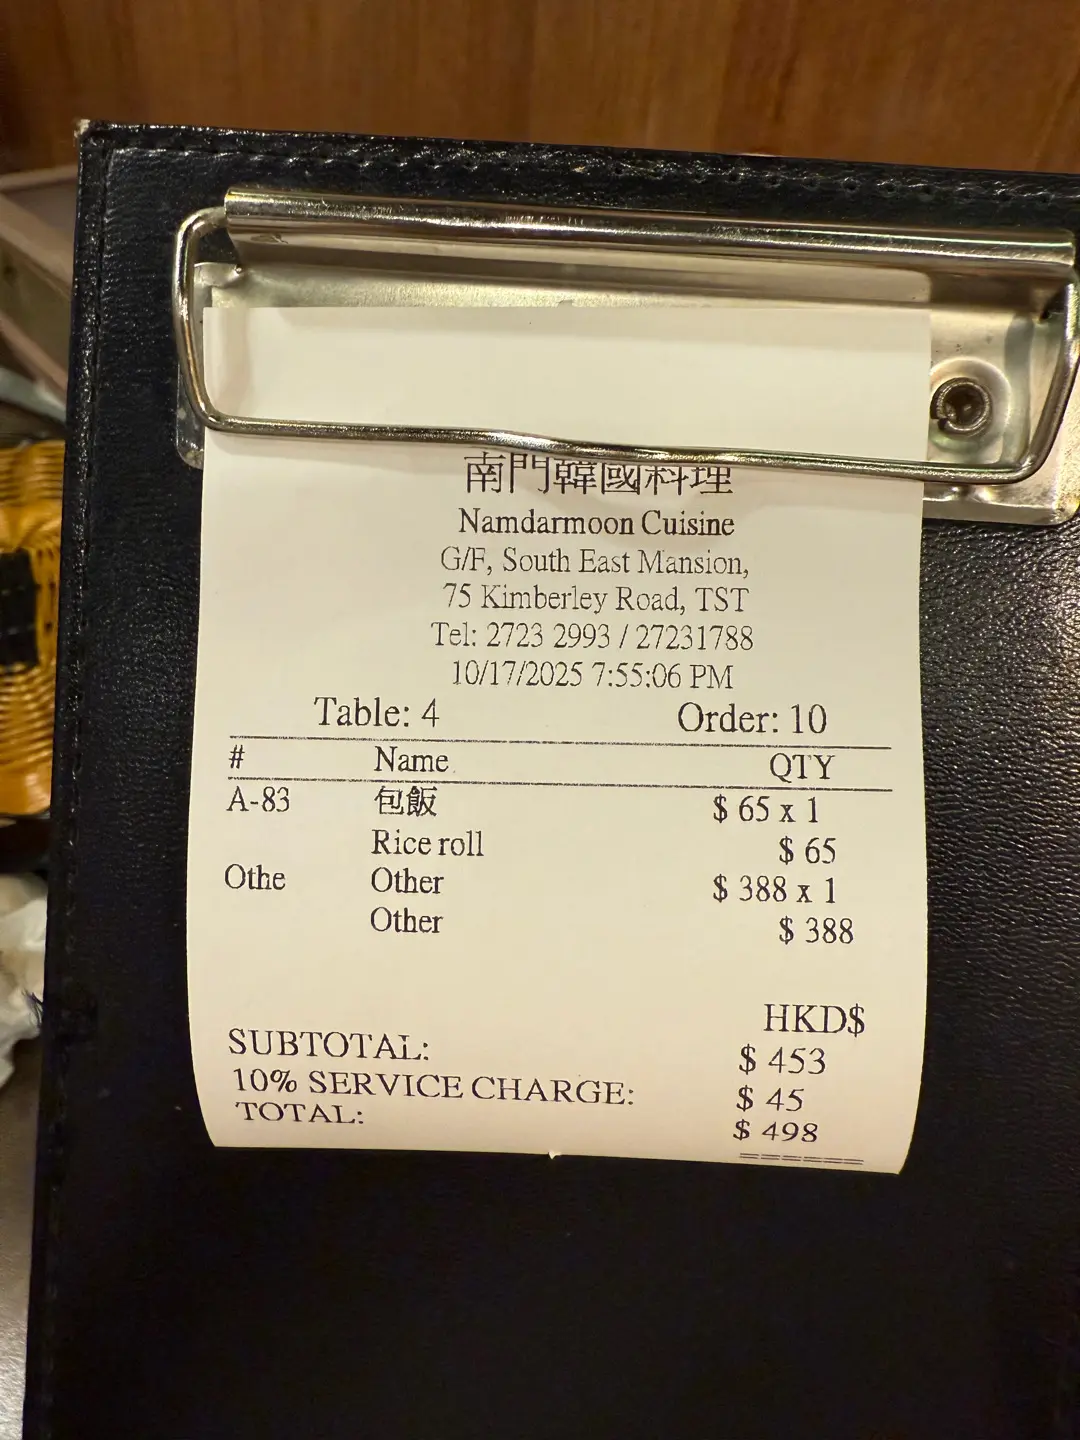 南門韓國料理
Namdarmoon Cuisine
G/F, South East Mansion,
75 Kimberley Road, TST
Tel: 2723 2993 / 27231788
10/17/2025 7:55:06 PM
Table: 4 Order: 10
# Name QTY
A-83 包飯 $ 65 x 1
Rice roll $ 65
Othe Other $ 388 x 1
Other $ 388
HKD$
SUBTOTAL: $ 453
10% SERVICE CHARGE: $ 45
TOTAL: $ 498
======